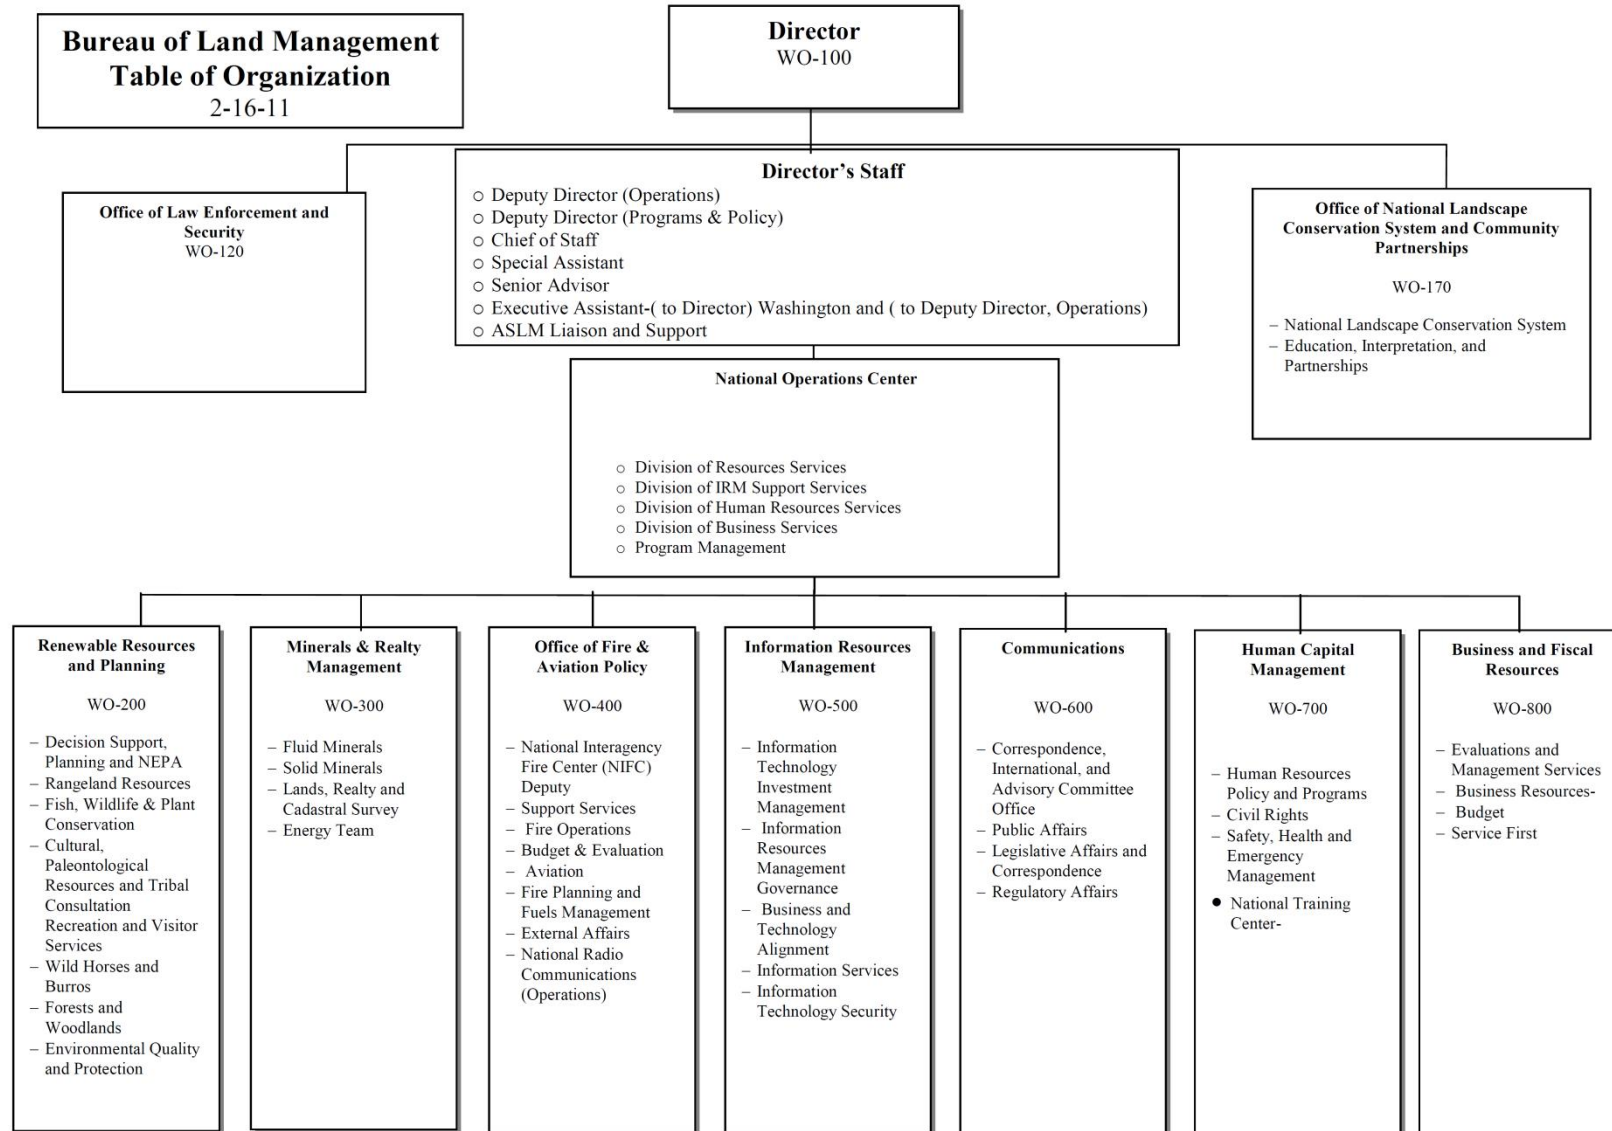 Bureau of Land Management
Table of Organization
2-16-11
Director
WO-100
Office of Law Enforcement and
Security
WO-120
Director’s Staff
○ Deputy Director (Operations)
○ Deputy Director (Programs & Policy)
○ Chief of Staff
○ Special Assistant
○ Senior Advisor
○ Executive Assistant-( to Director) Washington and ( to Deputy Director, Operations)
○ ASLM Liaison and Support
Office of National Landscape
Conservation System and Community
Partnerships
WO-170
– National Landscape Conservation System
– Education, Interpretation, and
Partnerships
National Operations Center
○ Division of Resources Services
○ Division of IRM Support Services
○ Division of Human Resources Services
○ Division of Business Services
○ Program Management
Renewable Resources
and Planning
WO-200
– Decision Support,
Planning and NEPA
– Rangeland Resources
– Fish, Wildlife & Plant
Conservation
– Cultural,
Paleontological
Resources and Tribal
Consultation
Recreation and Visitor
Services
– Wild Horses and
Burros
– Forests and
Woodlands
– Environmental Quality
and Protection
Minerals & Realty
Management
WO-300
– Fluid Minerals
– Solid Minerals
– Lands, Realty and
Cadastral Survey
– Energy Team
Office of Fire &
Aviation Policy
WO-400
– National Interagency
Fire Center (NIFC)
Deputy
– Support Services
– Fire Operations
– Budget & Evaluation
– Aviation
– Fire Planning and
Fuels Management
– External Affairs
– National Radio
Communications
(Operations)
Information Resources
Management
WO-500
– Information
Technology
Investment
Management
– Information
Resources
Management
Governance
– Business and
Technology
Alignment
– Information Services
– Information
Technology Security
Communications
WO-600
– Correspondence,
International, and
Advisory Committee
Office
– Public Affairs
– Legislative Affairs and
Correspondence
– Regulatory Affairs
Human Capital
Management
WO-700
– Human Resources
Policy and Programs
– Civil Rights
– Safety, Health and
Emergency
Management
● National Training
Center-
Business and Fiscal
Resources
WO-800
– Evaluations and
Management Services
– Business Resources-
– Budget
– Service First